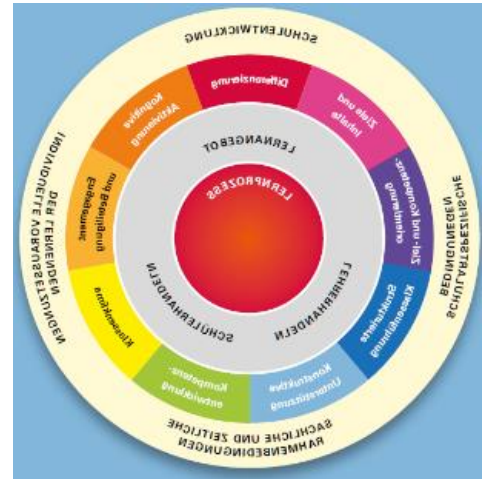 SCHULENTWICKLUNG
Differenzierung
Kognitive
Aktivierung
Ziele und
Inhalte
LERNANGEBOT
LERNPROZESS
Engagement
und Beteiligung
Ziel- und Kompetenz-
orientierung
INDIVIDUELLE VORAUSSETZUNGEN
DER LERNENDEN
SCHULARTSPEZIFISCHE
BEDINGUNGEN
Klassenklima
SCHÜLERHANDELN
LEHRERHANDELN
Strukturierte
Klassenführung
Kompetenz-
entwicklung
Konstruktive
Unterstützung
SACHLICHE UND ZEITLICHE
RAHMENBEDINGUNGEN